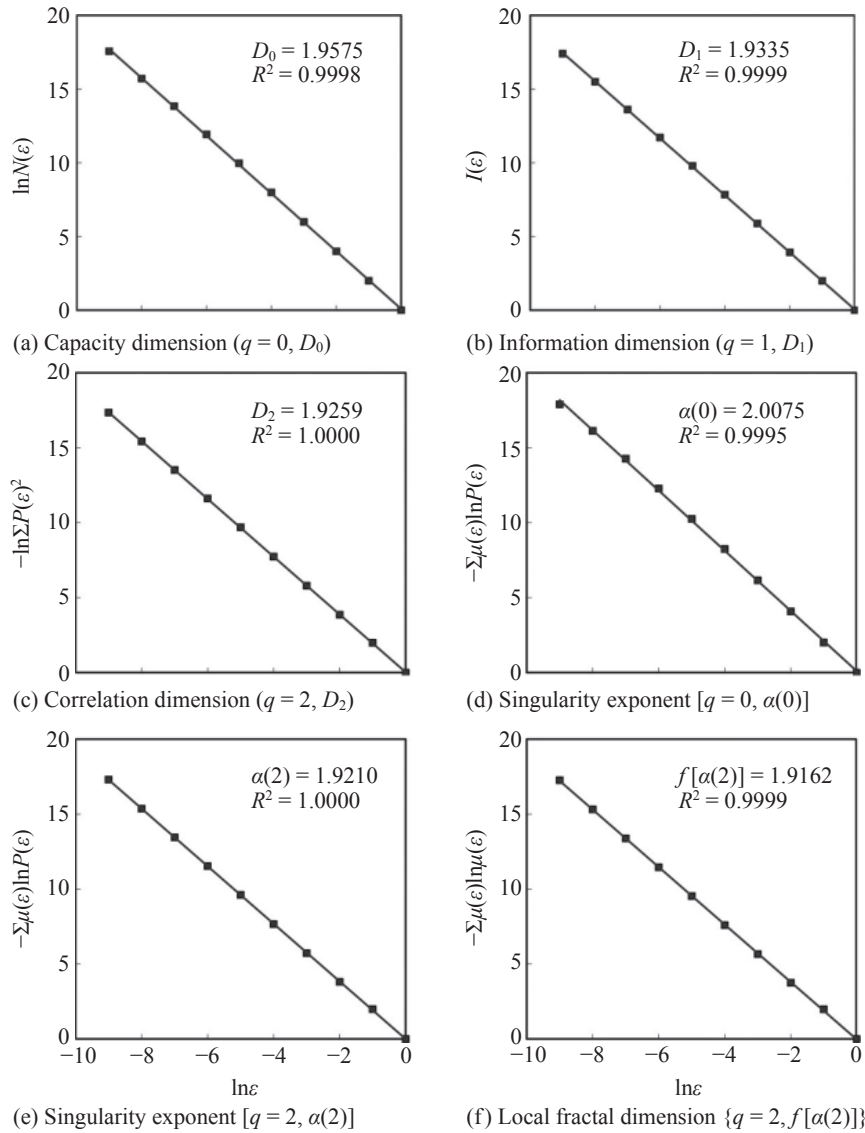 20
15
10
5
0
lnN(ε)
D₀ = 1.9575
R² = 0.9998
(a) Capacity dimension (q = 0, D₀)
20
15
10
5
0
I(ε)
D₁ = 1.9335
R² = 0.9999
(b) Information dimension (q = 1, D₁)
20
15
10
5
0
−lnΣP(ε)²
D₂ = 1.9259
R² = 1.0000
(c) Correlation dimension (q = 2, D₂)
20
15
10
5
0
−Σμ(ε)lnP(ε)
α(0) = 2.0075
R² = 0.9995
(d) Singularity exponent [q = 0, α(0)]
20
15
10
5
0
−Σμ(ε)lnP(ε)
α(2) = 1.9210
R² = 1.0000
−10 −8 −6 −4 −2 0
lnε
(e) Singularity exponent [q = 2, α(2)]
20
15
10
5
0
−Σμ(ε)lnμ(ε)
f[α(2)] = 1.9162
R² = 0.9999
−10 −8 −6 −4 −2 0
lnε
(f) Local fractal dimension {q = 2, f[α(2)]}